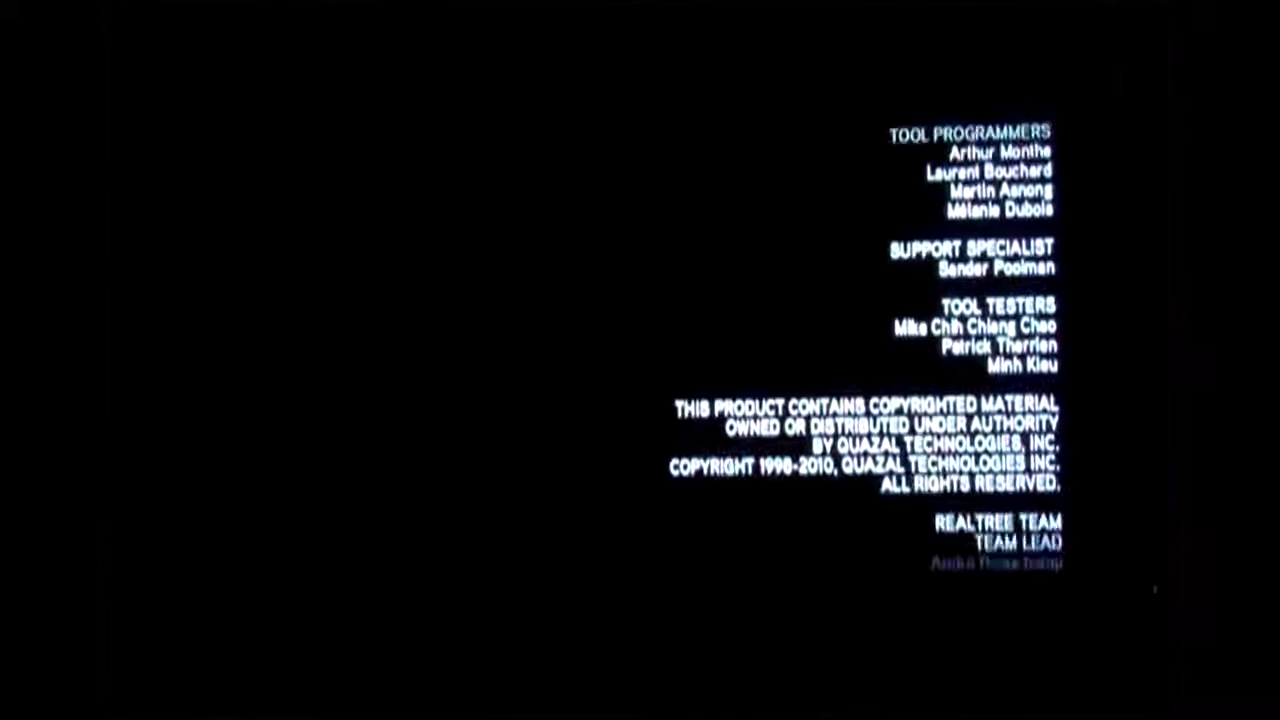 TOOL PROGRAMMERS
Arthur Monthe
Laurent Bouchard
Martin Asnong
Mélanie Dubois
SUPPORT SPECIALIST
Sander Poolman
TOOL TESTERS
Mike Chih Chiang Chao
Patrick Therrien
Minh Kieu
THIS PRODUCT CONTAINS COPYRIGHTED MATERIAL
OWNED OR DISTRIBUTED UNDER AUTHORITY
BY QUAZAL TECHNOLOGIES, INC.
COPYRIGHT 1998-2010, QUAZAL TECHNOLOGIES INC.
ALL RIGHTS RESERVED.
REALTREE TEAM
TEAM LEAD